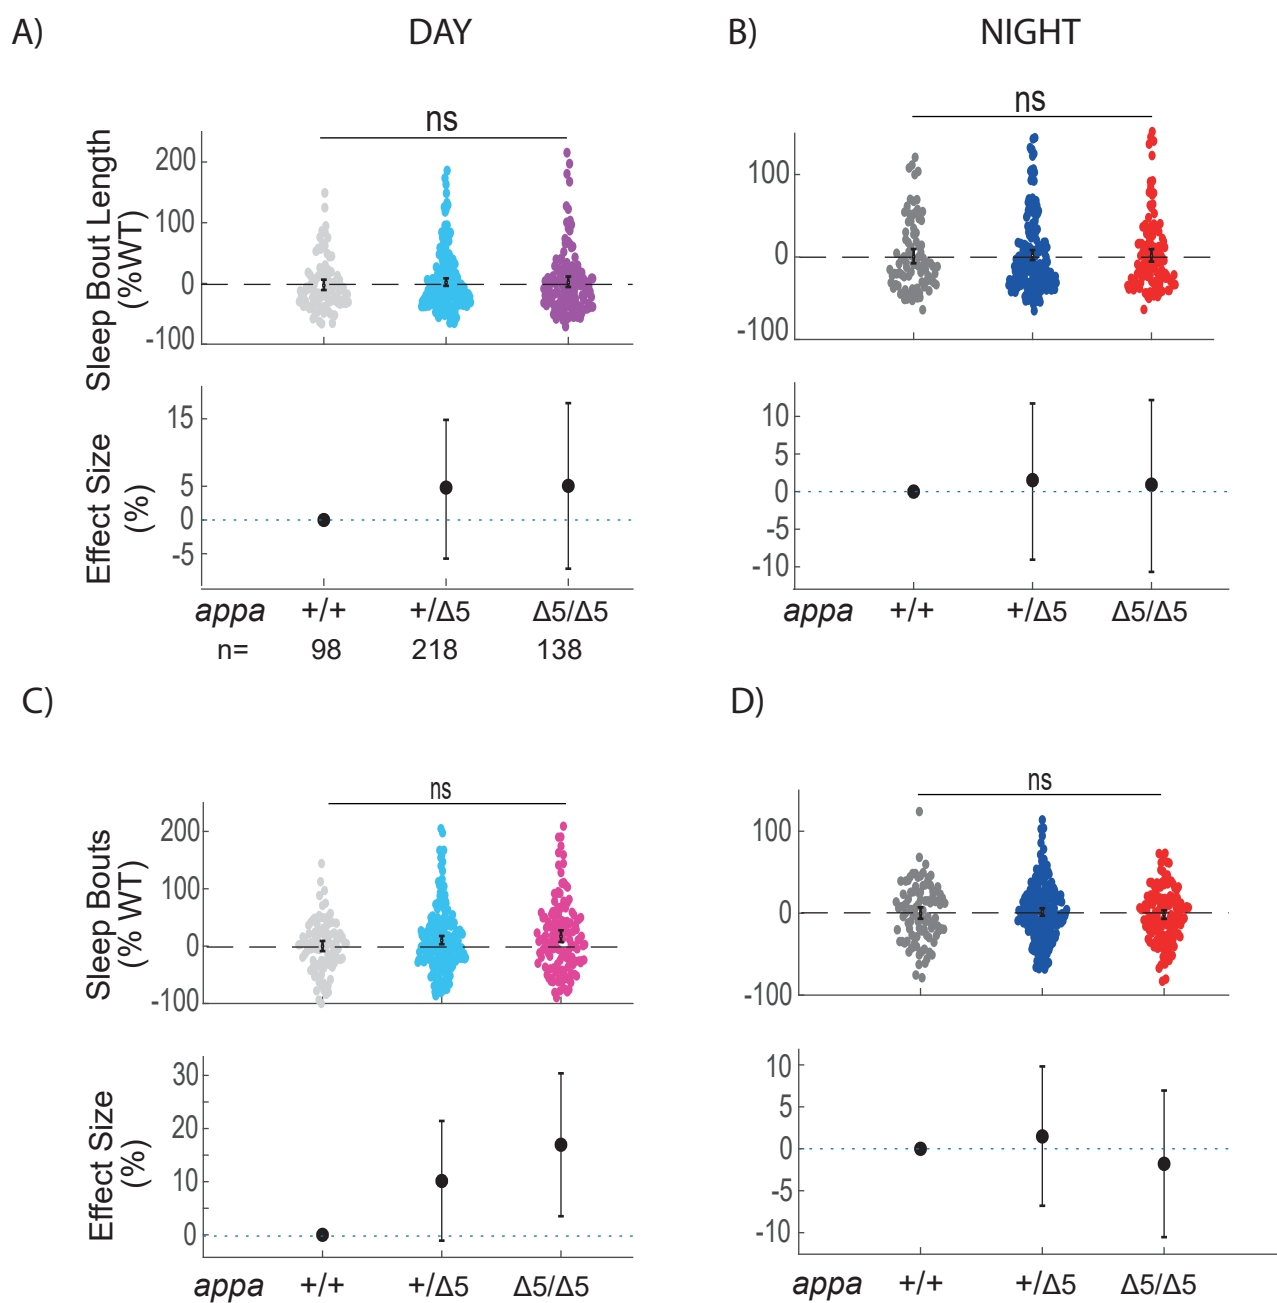 A)
DAY
B)
NIGHT
ns
Sleep Bout Length
(%WT)
200
100
0
-100
ns
100
0
-100
Effect Size
(%)
15
5
0
-5
10
5
0
-5
-10
appa +/+ +/Δ5 Δ5/Δ5
n= 98 218 138
appa +/+ +/Δ5 Δ5/Δ5
C)
D)
ns
Sleep Bouts
(% WT)
200
100
0
-100
ns
100
0
-100
Effect Size
(%)
30
20
10
0
10
5
0
-5
-10
appa +/+ +/Δ5 Δ5/Δ5
appa +/+ +/Δ5 Δ5/Δ5